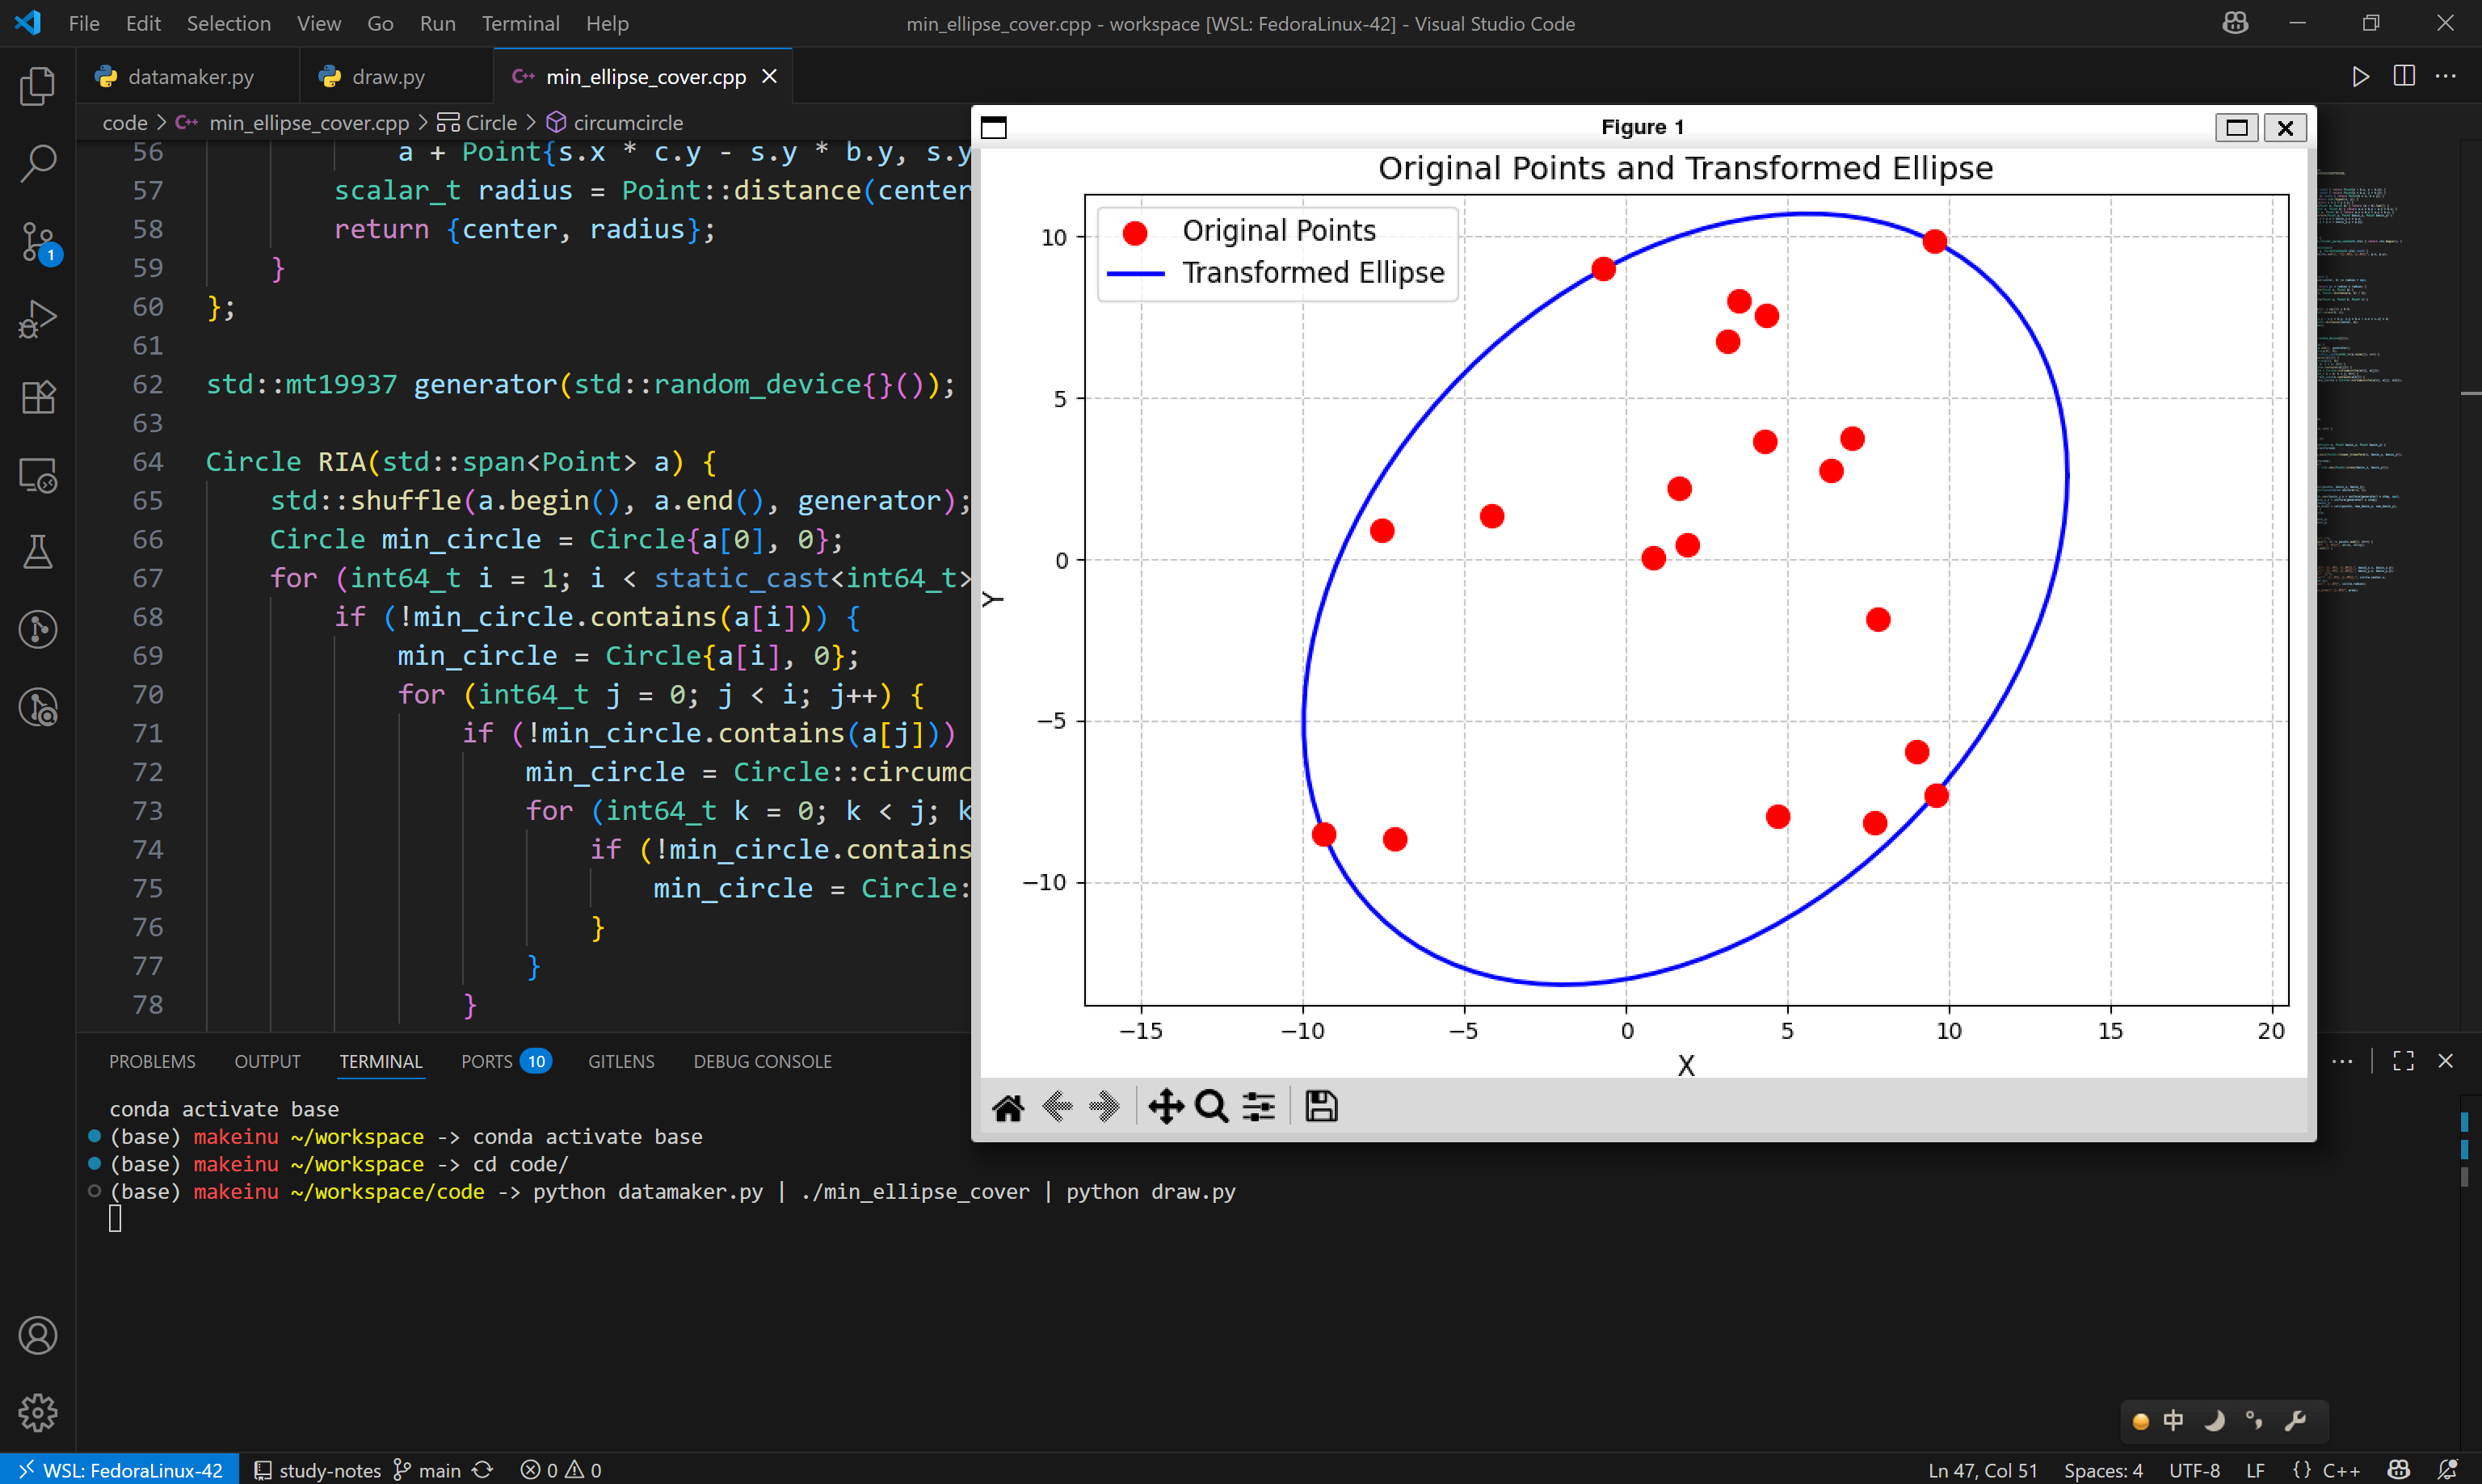 File Edit Selection View Go Run Terminal Help
min_ellipse_cover.cpp - workspace [WSL: FedoraLinux-42] - Visual Studio Code
datamaker.py
draw.py
C++ min_ellipse_cover.cpp
code > C++ min_ellipse_cover.cpp > Circle > circumcircle
56 a + Point{s.x * c.y - s.y * b.y, s.y
57 scalar_t radius = Point::distance(center
58 return {center, radius};
59 }
60 };
61
62 std::mt19937 generator(std::random_device{}());
63
64 Circle RIA(std::span<Point> a) {
65 std::shuffle(a.begin(), a.end(), generator);
66 Circle min_circle = Circle{a[0], 0};
67 for (int64_t i = 1; i < static_cast<int64_t>
68 if (!min_circle.contains(a[i])) {
69 min_circle = Circle{a[i], 0};
70 for (int64_t j = 0; j < i; j++) {
71 if (!min_circle.contains(a[j]))
72 min_circle = Circle::circumc
73 for (int64_t k = 0; k < j; k
74 if (!min_circle.contains
75 min_circle = Circle:
76 }
77 }
78 }
Figure 1
Original Points and Transformed Ellipse
Original Points
Transformed Ellipse
10
5
0
−5
−10
Y
−15 −10 −5 0 5 10 15 20
X
1
PROBLEMS OUTPUT TERMINAL PORTS 10 GITLENS DEBUG CONSOLE
conda activate base
(base) makeinu ~/workspace -> conda activate base
(base) makeinu ~/workspace -> cd code/
(base) makeinu ~/workspace/code -> python datamaker.py | ./min_ellipse_cover | python draw.py
中
WSL: FedoraLinux-42 study-notes main 0 0
Ln 47, Col 51 Spaces: 4 UTF-8 LF {} C++